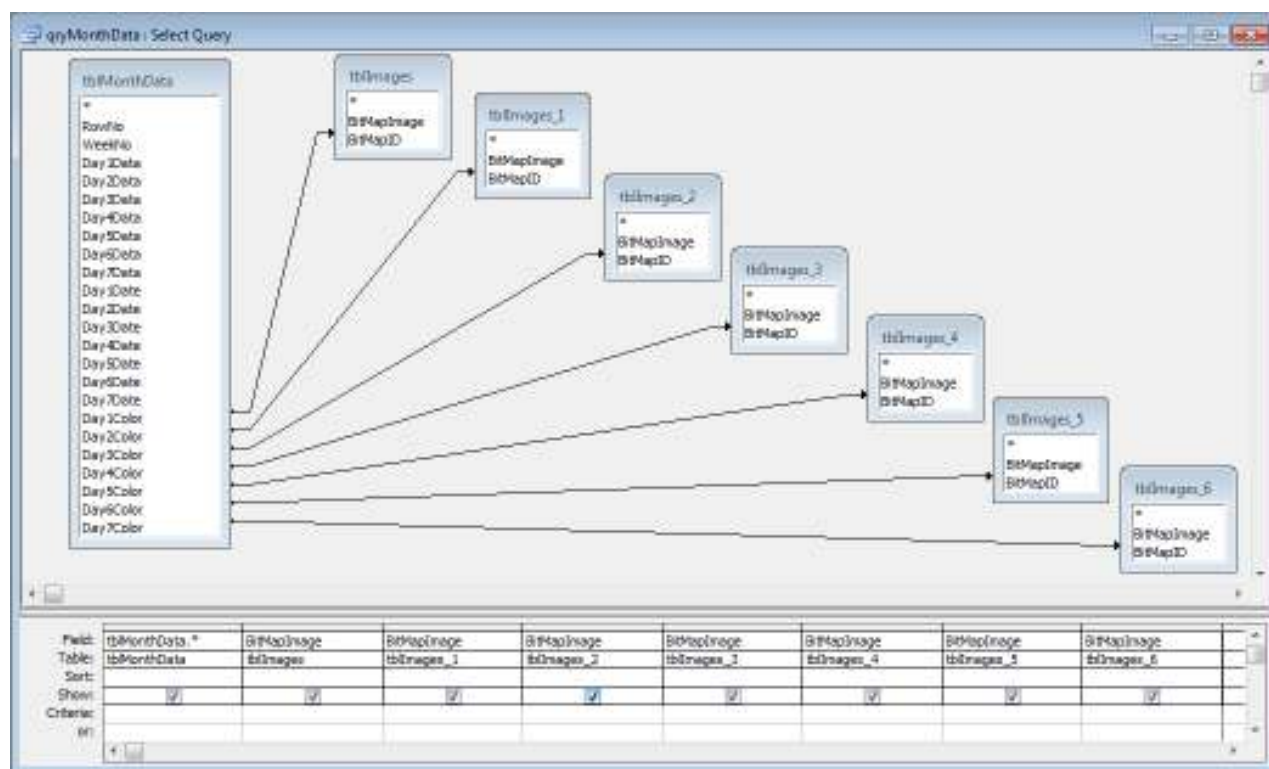 qryMonthData : Select Query
tblMonthData
*
RowNo
WeekNo
Day1Data
Day2Data
Day3Data
Day4Data
Day5Data
Day6Data
Day7Data
Day1Date
Day2Date
Day3Date
Day4Date
Day5Date
Day6Date
Day7Date
Day1Color
Day2Color
Day3Color
Day4Color
Day5Color
Day6Color
Day7Color
tblImages
*
BitMapImage
BitMapID
tblImages_1
*
BitMapImage
BitMapID
tblImages_2
*
BitMapImage
BitMapID
tblImages_3
*
BitMapImage
BitMapID
tblImages_4
*
BitMapImage
BitMapID
tblImages_5
*
BitMapImage
BitMapID
tblImages_6
*
BitMapImage
BitMapID
Field: tblMonthData.* BitMapImage BitMapImage BitMapImage BitMapImage BitMapImage BitMapImage BitMapImage
Table: tblMonthData tblImages tblImages_1 tblImages_2 tblImages_3 tblImages_4 tblImages_5 tblImages_6
Sort:
Show:
Criteria:
or: